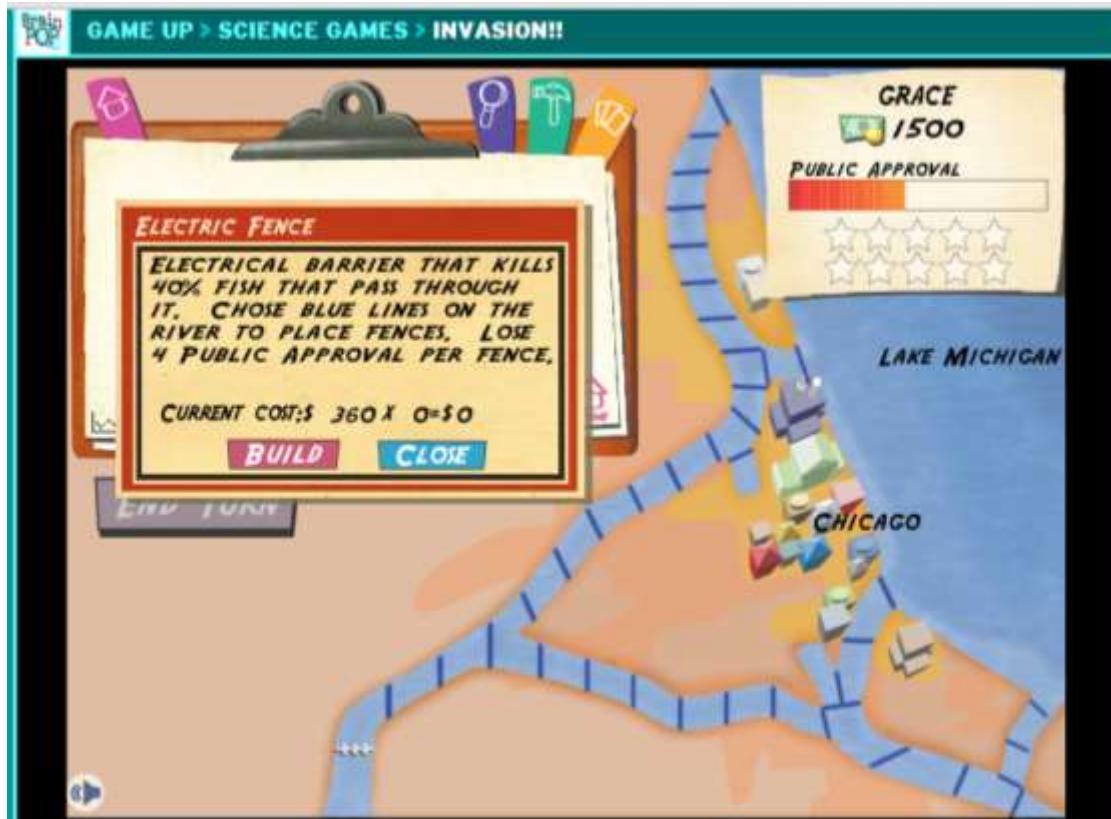 Brain POP
GAME UP > SCIENCE GAMES > INVASION!!
GRACE
1500
PUBLIC APPROVAL
ELECTRIC FENCE
ELECTRICAL BARRIER THAT KILLS
40% FISH THAT PASS THROUGH
IT. CHOSE BLUE LINES ON THE
RIVER TO PLACE FENCES. LOSE
4 PUBLIC APPROVAL PER FENCE.
CURRENT COST:$ 360 X 0=$0
BUILD CLOSE
END TURN
LAKE MICHIGAN
CHICAGO